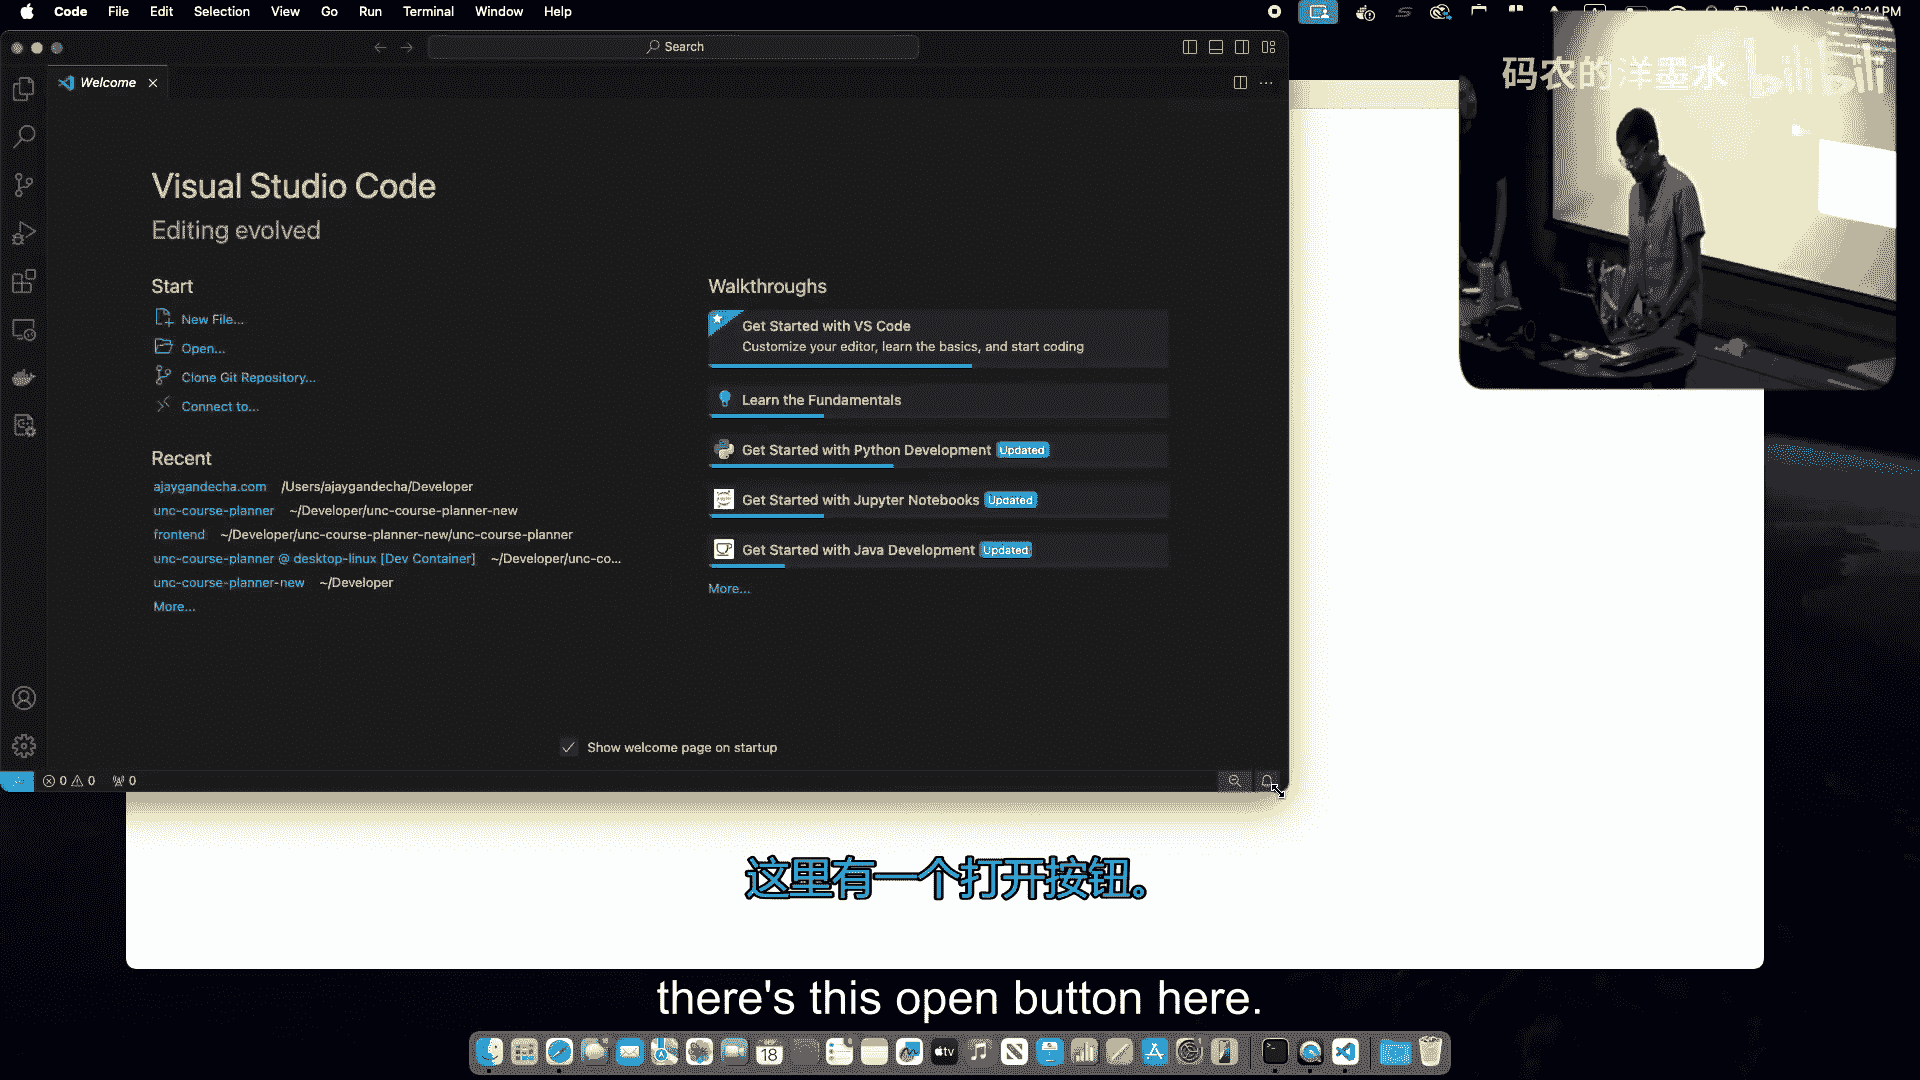 Code File Edit Selection View Go Run Terminal Window Help
Search
Welcome
码农的洋墨水 bilibili
Visual Studio Code
Editing evolved
Start
New File...
Open...
Clone Git Repository...
Connect to...
Recent
ajaygandecha.com /Users/ajaygandecha/Developer
unc-course-planner ~/Developer/unc-course-planner-new
frontend ~/Developer/unc-course-planner-new/unc-course-planner
unc-course-planner @ desktop-linux [Dev Container] ~/Developer/unc-co...
unc-course-planner-new ~/Developer
More...
Walkthroughs
Get Started with VS Code
Customize your editor, learn the basics, and start coding
Learn the Fundamentals
Get Started with Python Development Updated
Get Started with Jupyter Notebooks Updated
Get Started with Java Development Updated
More...
Show welcome page on startup
0 0 0
这里有一个打开按钮。
there's this open button here.
18
tv